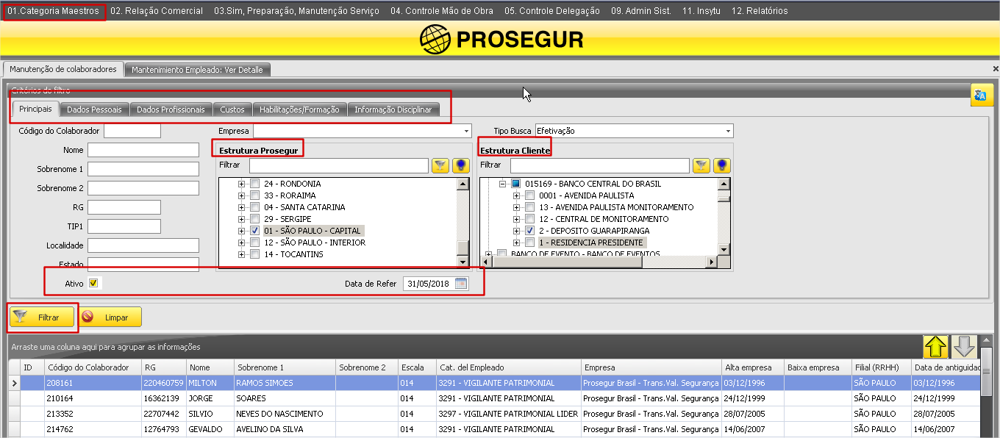 01.Categoria Maestros 02. Relação Comercial 03.Sim, Preparação, Manutenção Serviço 04. Controle Mão de Obra 05. Controle Delegação 09. Admin Sist. 11. Insytu 12. Relatórios
PROSEGUR
Manutenção de colaboradores Mantenimiento Empleado: Ver Detalle
Critérios de filtro
Principais Dados Pessoais Dados Profissionais Custos Habilitações/Formação Informação Disciplinar
Código do Colaborador Empresa Tipo Busca Efetivação
Nome Estrutura Prosegur Estrutura Cliente
Sobrenome 1 Filtrar Filtrar
Sobrenome 2 24 - RONDONIA 015169 - BANCO CENTRAL DO BRASIL
33 - RORAIMA 0001 - AVENIDA PAULISTA
RG 04 - SANTA CATARINA 13 - AVENIDA PAULISTA MONITORAMENTO
29 - SERGIPE 12 - CENTRAL DE MONITORAMENTO
TIP1 01 - SÃO PAULO - CAPITAL 2 - DEPOSITO GUARAPIRANGA
Localidade 12 - SÃO PAULO - INTERIOR 1 - RESIDENCIA PRESIDENTE
14 - TOCANTINS BANCO DE EVENTO - BANCO DE EVENTOS
Estado
Ativo Data de Refer 31/05/2018
Filtrar Limpar
Arraste uma coluna aqui para agrupar as informações
ID Código do Colaborador RG Nome Sobrenome 1 Sobrenome 2 Escala Cat. del Empleado Empresa Alta empresa Baixa empresa Filial (RRHH) Data de antiguidad
208161 220460759 MILTON RAMOS SIMOES 014 3291 - VIGILANTE PATRIMONIAL Prosegur Brasil - Trans.Val. Segurança 03/12/1996 SÃO PAULO 03/12/1996
210164 16362139 JORGE SOARES 014 3291 - VIGILANTE PATRIMONIAL Prosegur Brasil - Trans.Val. Segurança 24/12/1999 SÃO PAULO 24/12/1999
213352 22707442 SILVIO NEVES DO NASCIMENTO 014 3297 - VIGILANTE PATRIMONIAL LIDER Prosegur Brasil - Trans.Val. Segurança 28/07/2005 SÃO PAULO 28/07/2005
214762 12764793 GEVALDO AVELINO DA SILVA 014 3291 - VIGILANTE PATRIMONIAL Prosegur Brasil - Trans.Val. Segurança 14/06/2007 SÃO PAULO 14/06/2007